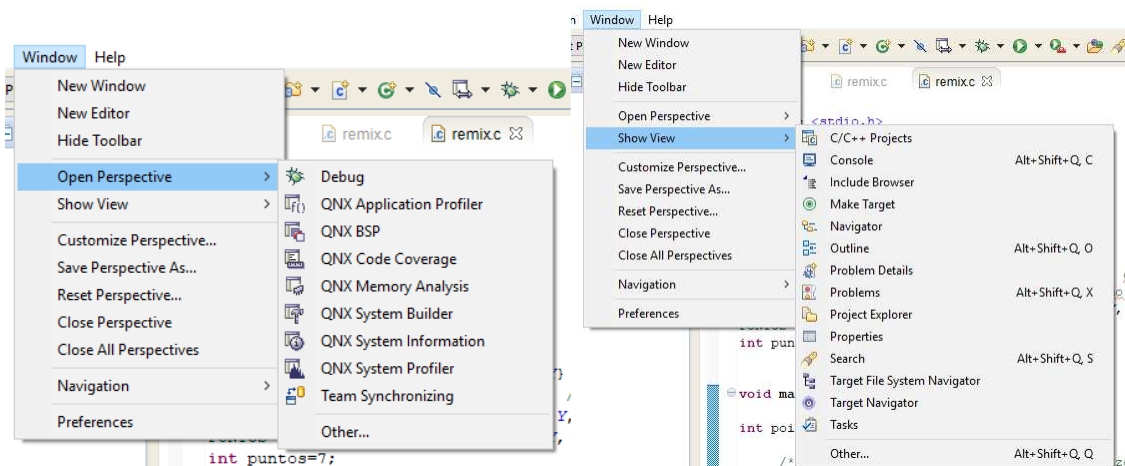 Window Help
New Window
New Editor
Hide Toolbar
Open Perspective
Show View
Customize Perspective...
Save Perspective As...
Reset Perspective...
Close Perspective
Close All Perspectives
Navigation
Preferences
remix.c remix.c
Debug
QNX Application Profiler
QNX BSP
QNX Code Coverage
QNX Memory Analysis
QNX System Builder
QNX System Information
QNX System Profiler
Team Synchronizing
Other...
int puntos=7;
Window Help
New Window
New Editor
Hide Toolbar
Open Perspective
Show View
Customize Perspective...
Save Perspective As...
Reset Perspective...
Close Perspective
Close All Perspectives
Navigation
Preferences
remix.c remix.c
<stdio.h>
C/C++ Projects
Console Alt+Shift+Q, C
Include Browser
Make Target
Navigator
Outline Alt+Shift+Q, O
Problem Details
Problems Alt+Shift+Q, X
Project Explorer
Properties
Search Alt+Shift+Q, S
Target File System Navigator
Target Navigator
Tasks
Other... Alt+Shift+Q, Q
int pun
void ma
int poi
/*